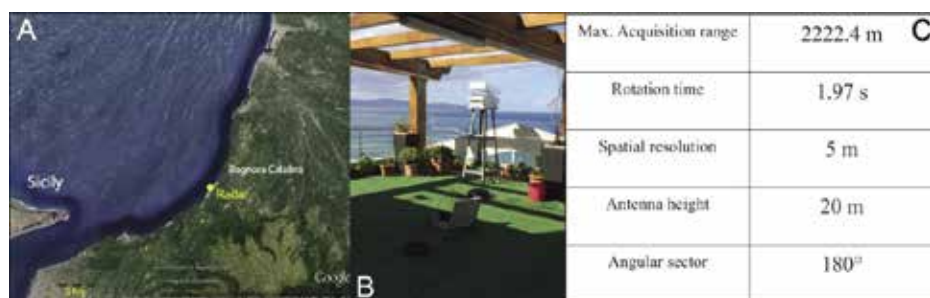 A
Sicily
Bagnara Calabra
Radar
Google
B
C
Max. Acquisition range
2222.4 m
Rotation time
1.97 s
Spatial resolution
5 m
Antenna height
20 m
Angular sector
180°